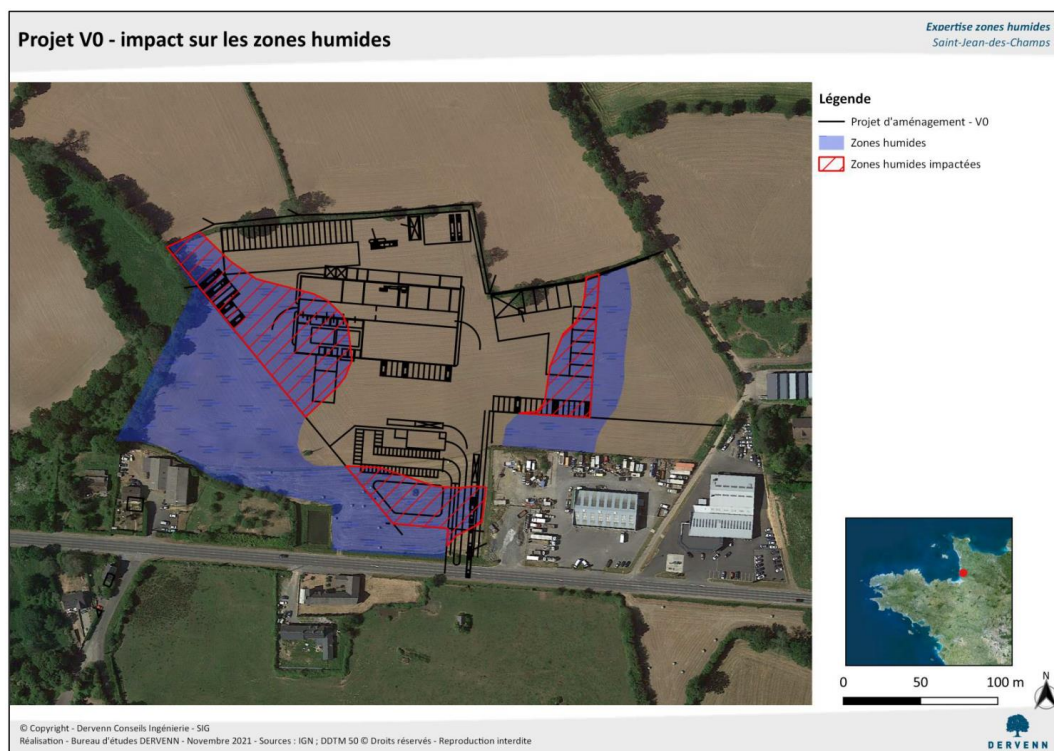 Projet V0 - impact sur les zones humides
Expertise zones humides
Saint-Jean-des-Champs
Légende
Projet d'aménagement - V0
Zones humides
Zones humides impactées
0 50 100 m
N
© Copyright - Dervenn Conseils Ingénierie - SIG
Réalisation - Bureau d'études DERVENN - Novembre 2021 - Sources : IGN ; DDTM 50 © Droits réservés - Reproduction interdite
DERVENN